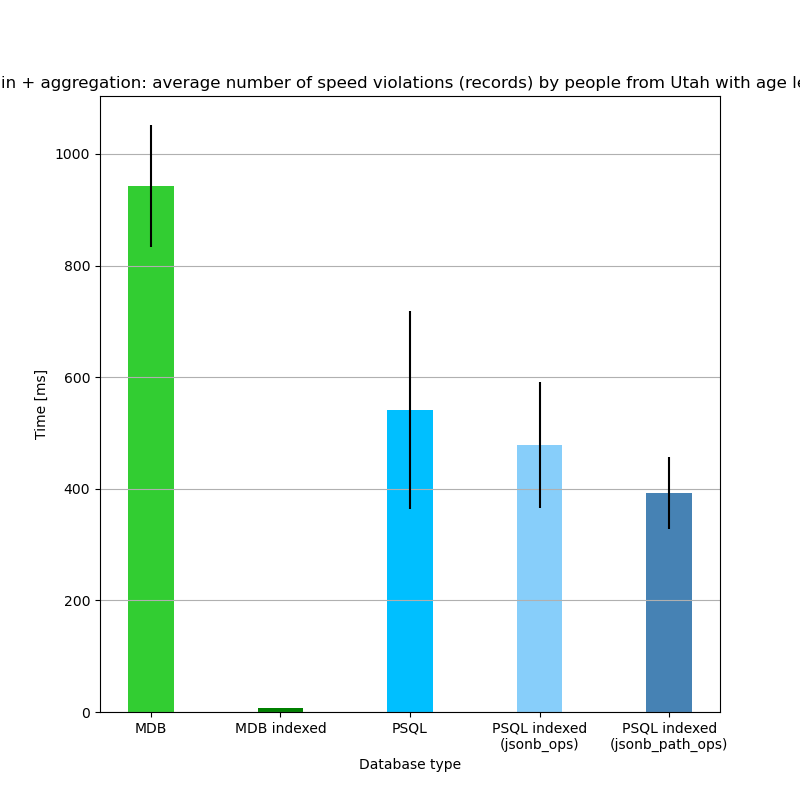 in + aggregation: average number of speed violations (records) by people from Utah with age
1000
800
600
400
200
0
Time [ms]
MDB
MDB indexed
PSQL
PSQL indexed
(jsonb_ops)
PSQL indexed
(jsonb_path_ops)
Database type